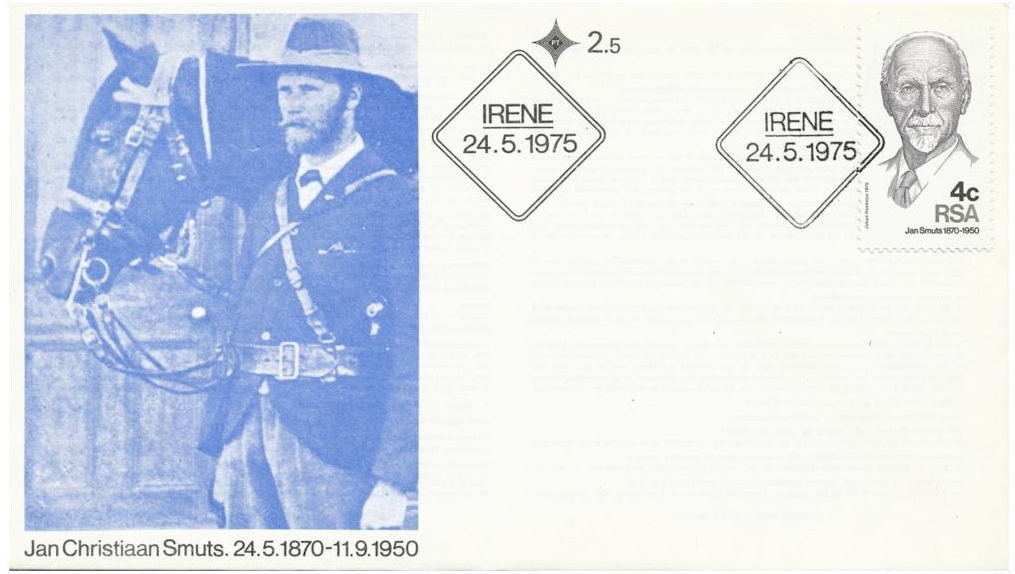 PT
2.5
IRENE
24.5.1975
IRENE
24.5.1975
4c
RSA
Jan Smuts 1870-1950
Jan Christiaan Smuts. 24.5.1870-11.9.1950